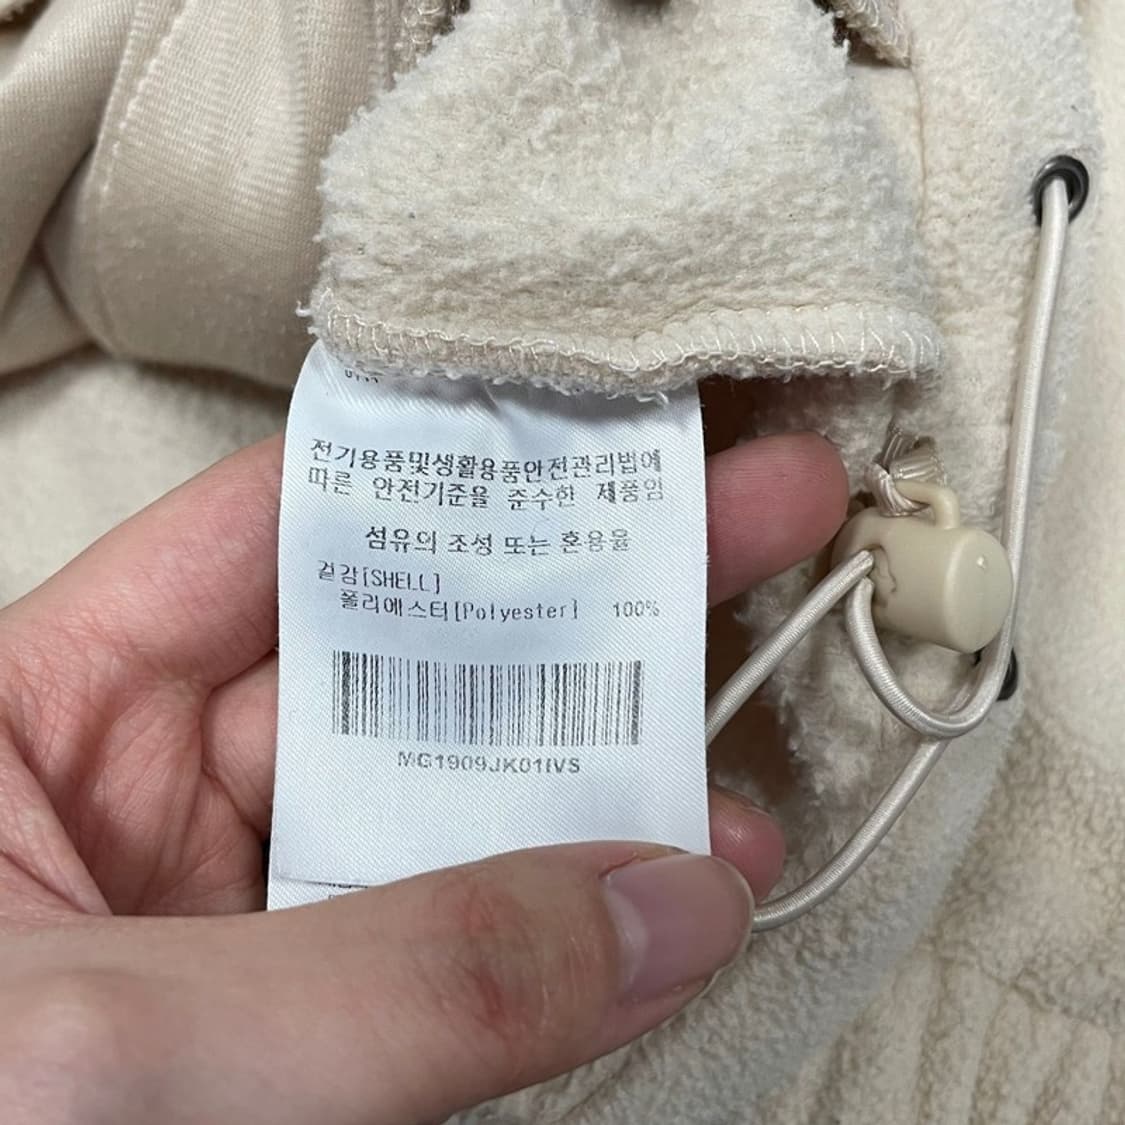 전기용품및생활용품안전관리법에
따른 안전기준을 준수한 제품임
섬유의 조성 또는 혼용율
겉감[SHELL]
폴리에스터[Polyester] 100%
MG1909JK01IVS